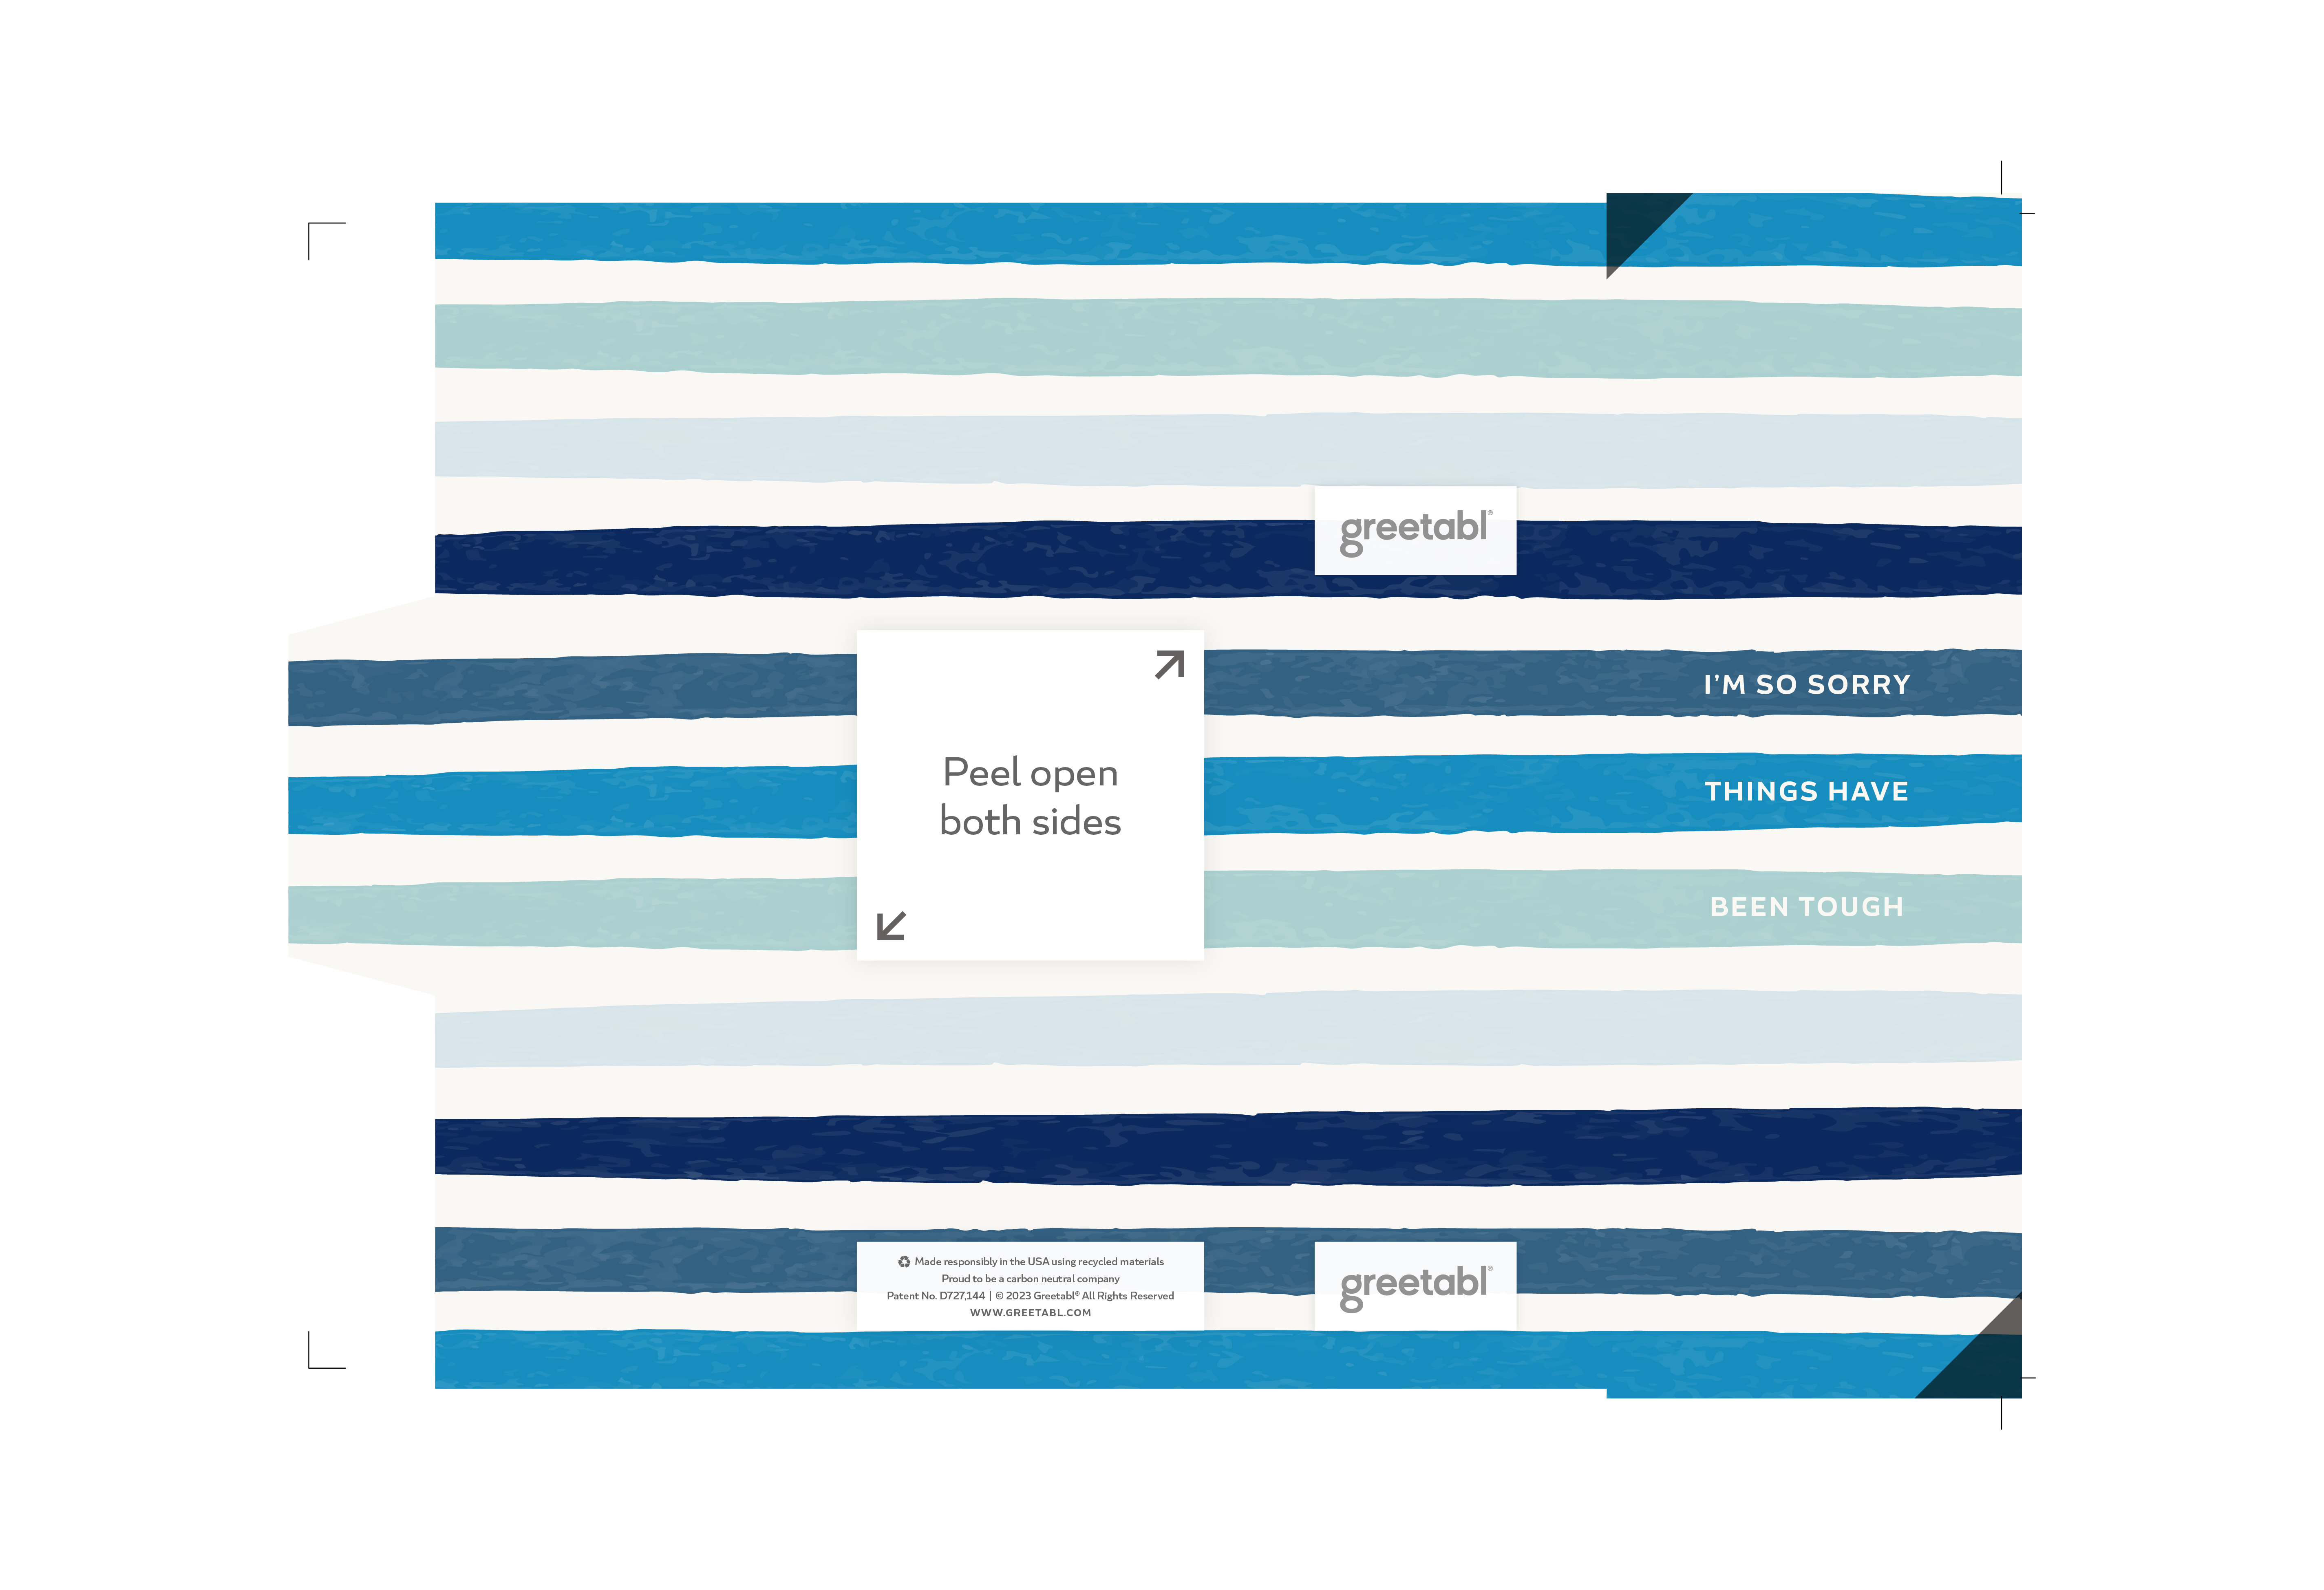 greetabl®
I'M SO SORRY
THINGS HAVE
BEEN TOUGH
Peel open
both sides
♻ Made responsibly in the USA using recycled materials
Proud to be a carbon neutral company
Patent No. D727,144 | © 2023 Greetabl® All Rights Reserved
WWW.GREETABL.COM
greetabl®